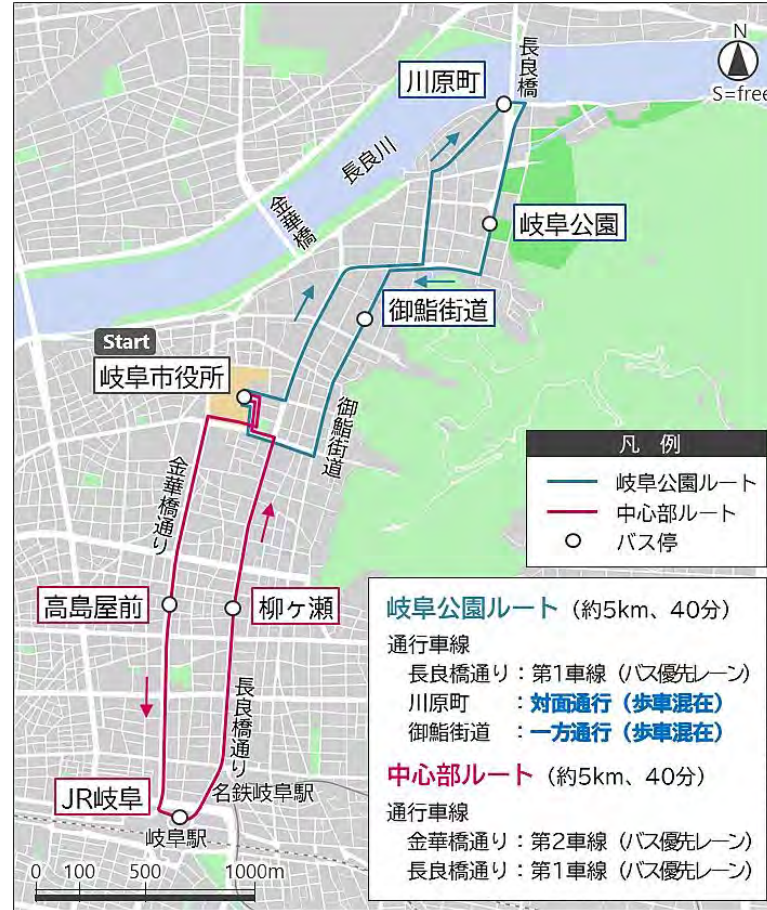 N
S=free
長良橋
川原町
長良川
金華橋
岐阜公園
御鮨街道
Start
岐阜市役所
御鮨街道
金華橋通り
高島屋前
柳ヶ瀬
長良橋通り
JR岐阜
名鉄岐阜駅
岐阜駅
0 100 500 1000m
凡 例
岐阜公園ルート
中心部ルート
バス停
岐阜公園ルート（約5km、40分）
通行車線
長良橋通り：第1車線（バス優先レーン）
川原町　：対面通行（歩車混在）
御鮨街道　：一方通行（歩車混在）
中心部ルート（約5km、40分）
通行車線
金華橋通り：第2車線（バス優先レーン）
長良橋通り：第1車線（バス優先レーン）